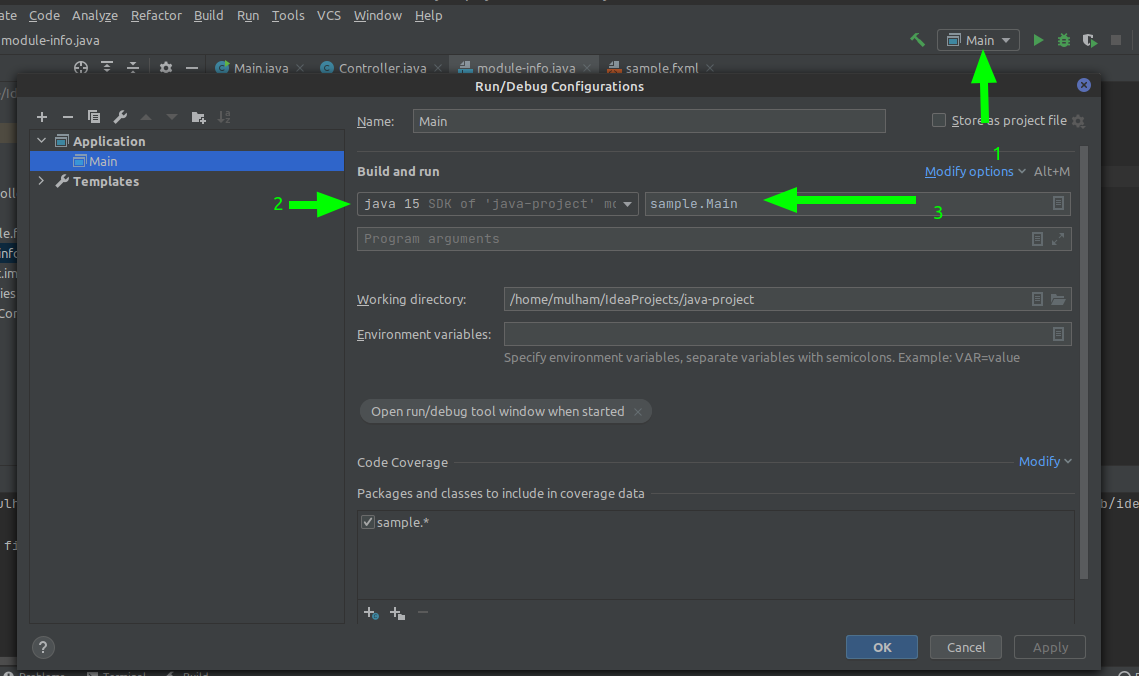 ate Code Analyze Refactor Build Run Tools VCS Window Help
module-info.java
Main
Main.java Controller.java module-info.java sample.fxml
Run/Debug Configurations
Name: Main Store as project file
Application
Main
Templates
1
Build and run Modify options Alt+M
2 java 15 SDK of 'java-project' mo sample.Main 3
Program arguments
Working directory: /home/mulham/IdeaProjects/java-project
Environment variables:
Specify environment variables, separate variables with semicolons. Example: VAR=value
Open run/debug tool window when started
Code Coverage Modify
Packages and classes to include in coverage data
sample.*
b/ide
? OK Cancel Apply
Problems Terminal Build